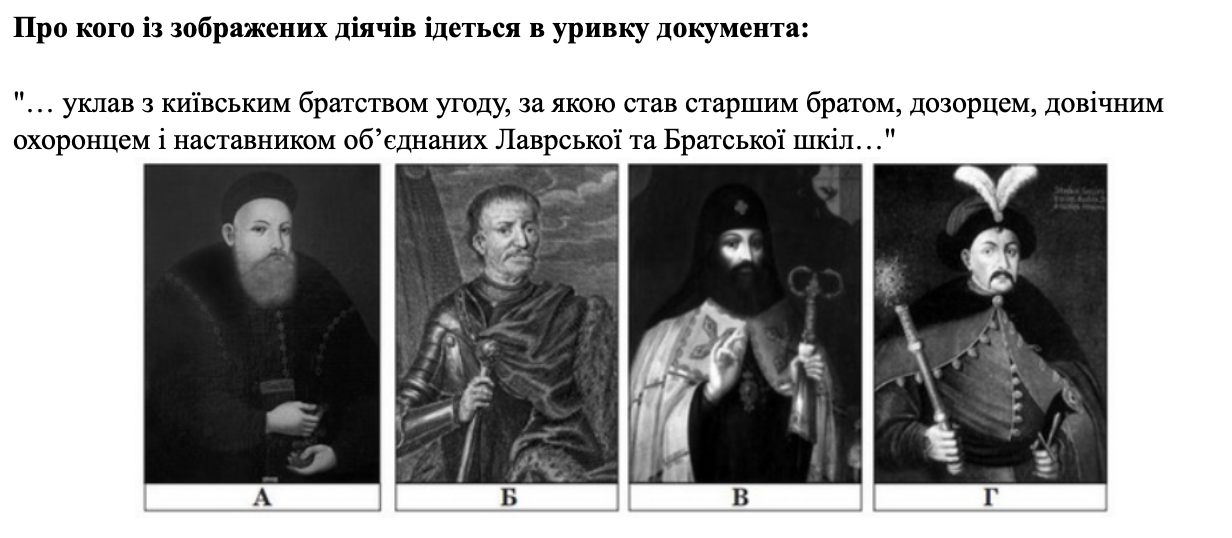 Про кого із зображених діячів ідеться в уривку документа:
"… уклав з київським братством угоду, за якою став старшим братом, дозорцем, довічним
охоронцем і наставником об’єднаних Лаврської та Братської шкіл…"
А Б В Г